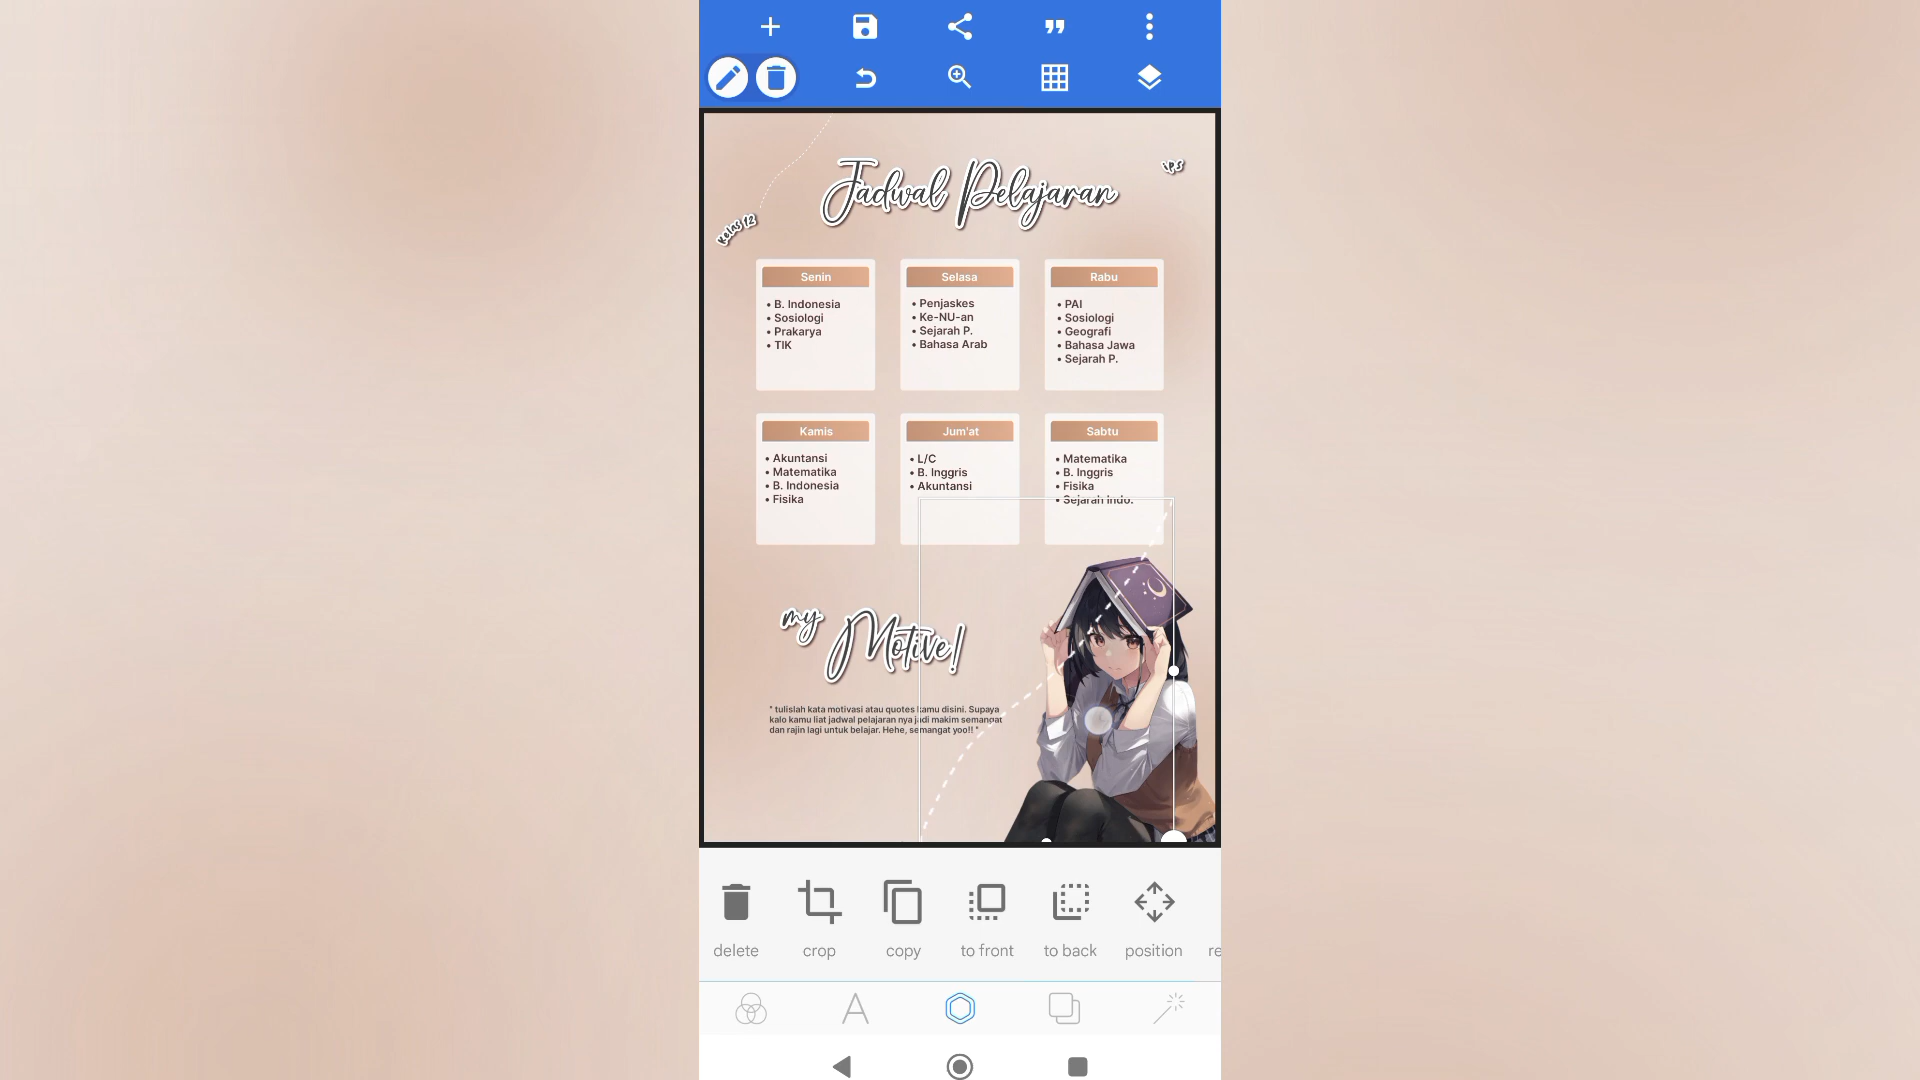 Jadwal Pelajaran
iPS
Kelas 12
Senin
• B. Indonesia
• Sosiologi
• Prakarya
• TIK
Selasa
• Penjaskes
• Ke-NU-an
• Sejarah P.
• Bahasa Arab
Rabu
• PAI
• Sosiologi
• Geografi
• Bahasa Jawa
• Sejarah P.
Kamis
• Akuntansi
• Matematika
• B. Indonesia
• Fisika
Jum'at
• L/C
• B. Inggris
• Akuntansi
Sabtu
• Matematika
• B. Inggris
• Fisika
• Sejarah Indo.
my
Motive!
" tulislah kata motivasi atau quotes kamu disini. Supaya
kalo kamu liat jadwal pelajaran nya jadi makim semangat
dan rajin lagi untuk belajar. Hehe, semangat yoo!! "
delete
crop
copy
to front
to back
position
re